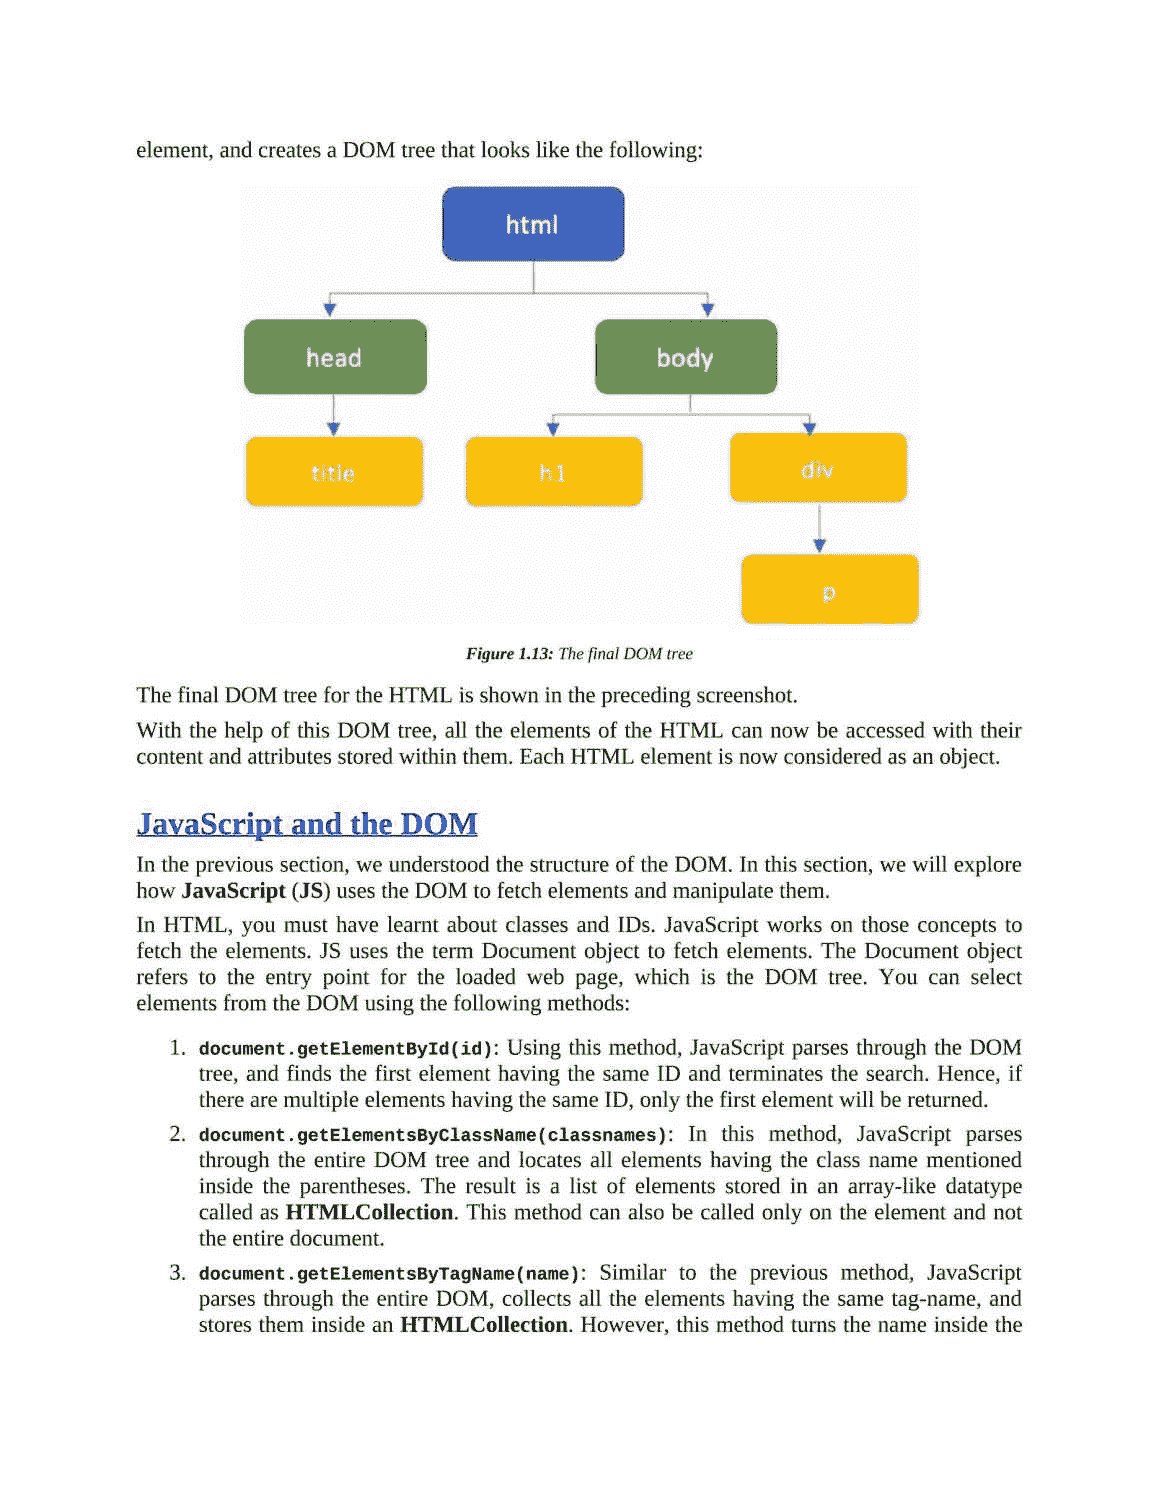 element, and creates a DOM tree that looks like the following:
html
head
body
title
h1
div
p
Figure 1.13: The final DOM tree
The final DOM tree for the HTML is shown in the preceding screenshot.
With the help of this DOM tree, all the elements of the HTML can now be accessed with their
content and attributes stored within them. Each HTML element is now considered as an object.
JavaScript and the DOM
In the previous section, we understood the structure of the DOM. In this section, we will explore
how JavaScript (JS) uses the DOM to fetch elements and manipulate them.
In HTML, you must have learnt about classes and IDs. JavaScript works on those concepts to
fetch the elements. JS uses the term Document object to fetch elements. The Document object
refers to the entry point for the loaded web page, which is the DOM tree. You can select
elements from the DOM using the following methods:
1. document.getElementById(id): Using this method, JavaScript parses through the DOM
tree, and finds the first element having the same ID and terminates the search. Hence, if
there are multiple elements having the same ID, only the first element will be returned.
2. document.getElementsByClassName(classnames): In this method, JavaScript parses
through the entire DOM tree and locates all elements having the class name mentioned
inside the parentheses. The result is a list of elements stored in an array-like datatype
called as HTMLCollection. This method can also be called only on the element and not
the entire document.
3. document.getElementsByTagName(name): Similar to the previous method, JavaScript
parses through the entire DOM, collects all the elements having the same tag-name, and
stores them inside an HTMLCollection. However, this method turns the name inside the